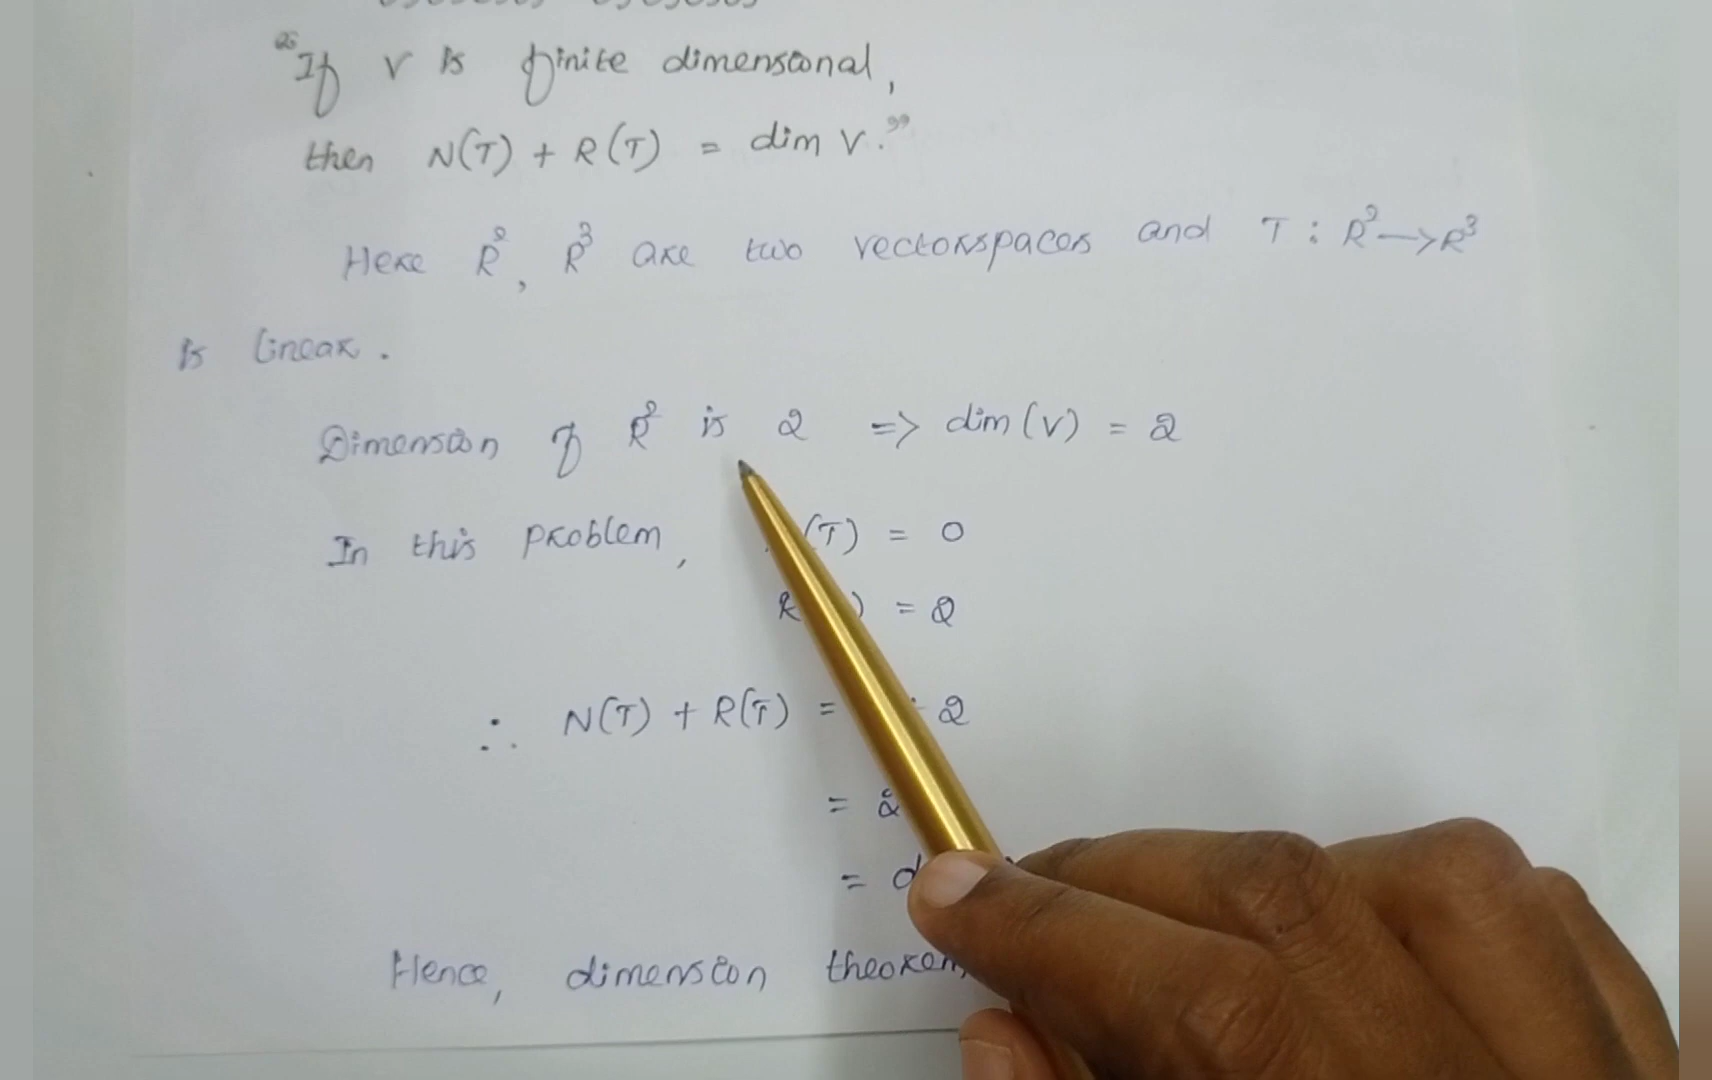 "If V is finite dimensional,
then N(T) + R(T) = dim V."
Here R², R³ are two vectorspaces and T : R² → R³
is linear.
Dimension of R² is 2 => dim (V) = 2
In this problem, (T) = 0
R ) = 2
∴ N(T) + R(T) = 2
= 2
= d
Hence, dimension theorem